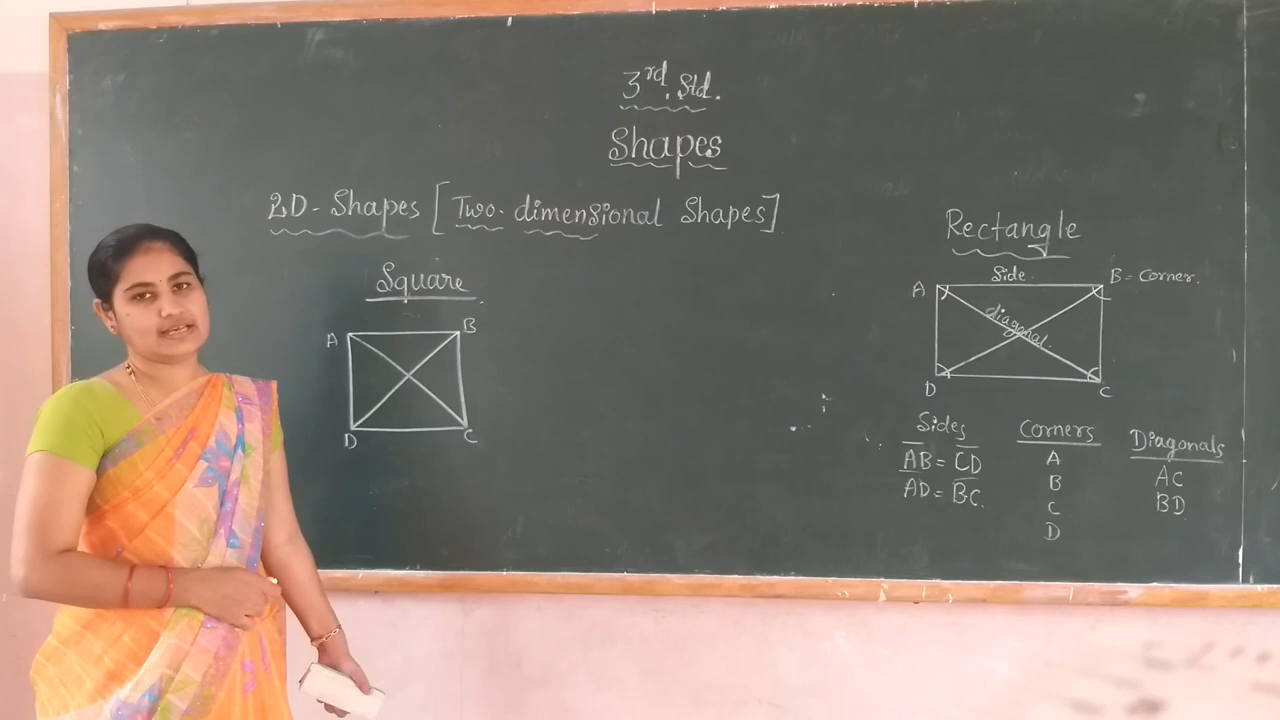 3rd. Std.
Shapes
2D - Shapes [Two-dimensional Shapes]
Square
A
B
D
C
Rectangle
Side
A
B = Corner.
diagonal.
D
C
Sides
AB = CD
AD = BC.
Corners
A
B
C
D
Diagonals
AC
BD